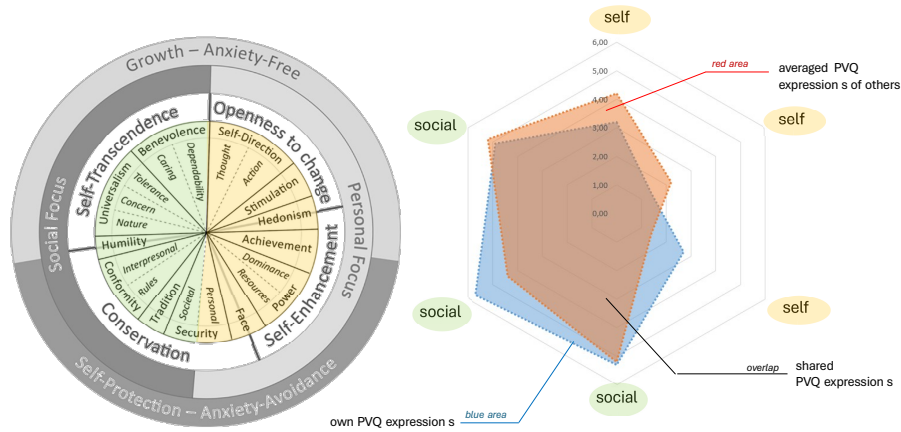 Growth – Anxiety-Free
Social Focus
Personal Focus
Self-Protection – Anxiety-Avoidance
Self-Transcendence
Openness to change
Self-Enhancement
Conservation
Benevolence
Dependability
Caring
Universalism
Tolerance
Concern
Nature
Humility
Conformity
Interpresonal
Rules
Tradition
Societal
Security
Personal
Face
Power
Resources
Dominance
Achievement
Hedonism
Stimulation
Self-Direction
Thought
Action
self
6,00
5,00
4,00
3,00
2,00
1,00
0,00
red area
averaged PVQ
expression s of others
social
self
social
self
social
overlap
shared
PVQ expression s
own PVQ expression s
blue area